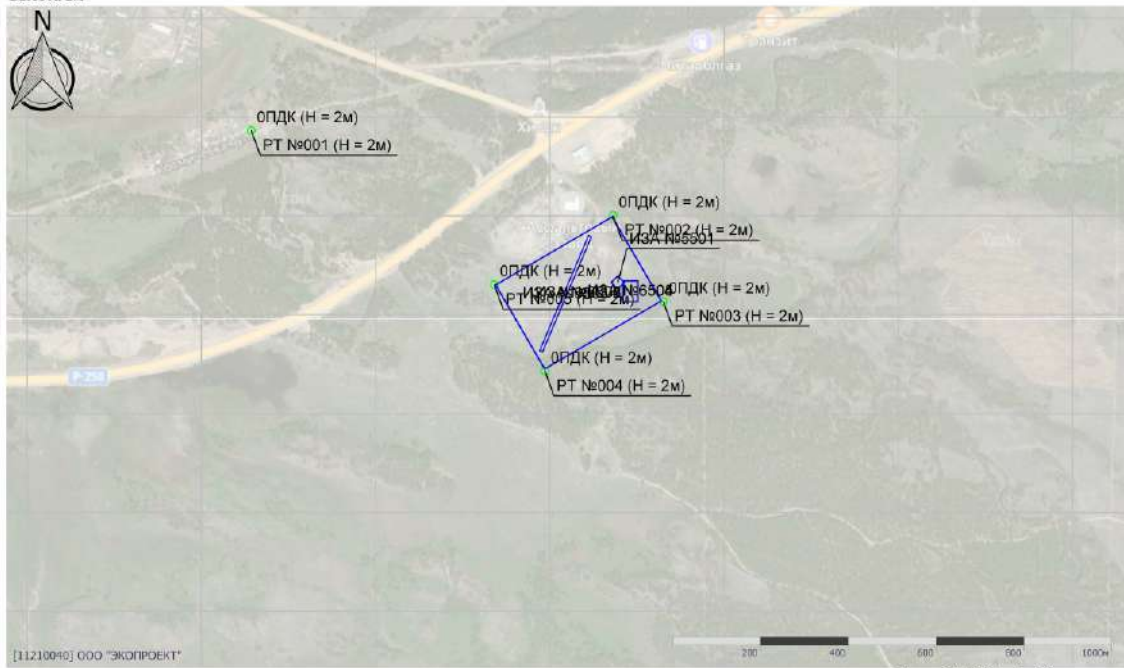 N
0ПДК (Н = 2м)
РТ №001 (Н = 2м)
0ПДК (Н = 2м)
РТ №002 (Н = 2м)
ИЗА №5501
0ПДК (Н = 2м)
0ПДК (Н = 2м)
РТ №003 (Н = 2м)
0ПДК (Н = 2м)
РТ №004 (Н = 2м)
Р-258
[11210040] ООО "ЭКОПРОЕКТ"
200 400 600 800 1000м